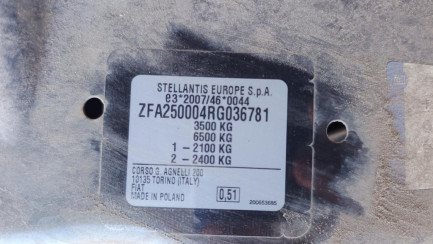 STELLANTIS EUROPE S.p.A.
e3*2007/46*0044
ZFA250004RG036781
3500 KG
6500 KG
1 - 2100 KG
2 - 2400 KG
CORSO G. AGNELLI 200
10135 TORINO (ITALY)
FIAT
MADE IN POLAND
0,51